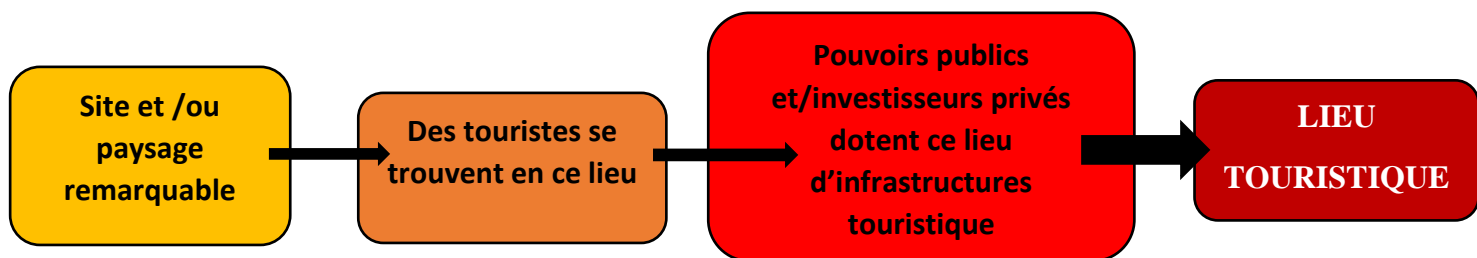 Site et /ou
paysage
remarquable
Des touristes se
trouvent en ce lieu
Pouvoirs publics
et/investisseurs privés
dotent ce lieu
d’infrastructures
touristique
LIEU
TOURISTIQUE